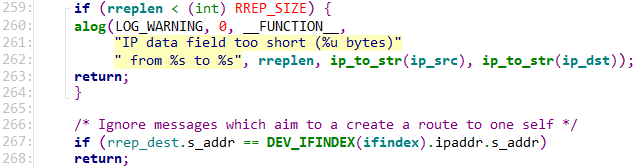 259: if (rreplen < (int) RREP_SIZE) {
260: alog(LOG_WARNING, 0, __FUNCTION__,
261: "IP data field too short (%u bytes)"
262: " from %s to %s", rreplen, ip_to_str(ip_src), ip_to_str(ip_dst));
263: return;
264: }
265:
266: /* Ignore messages which aim to a create a route to one self */
267: if (rrep_dest.s_addr == DEV_IFINDEX(ifindex).ipaddr.s_addr)
268: return;